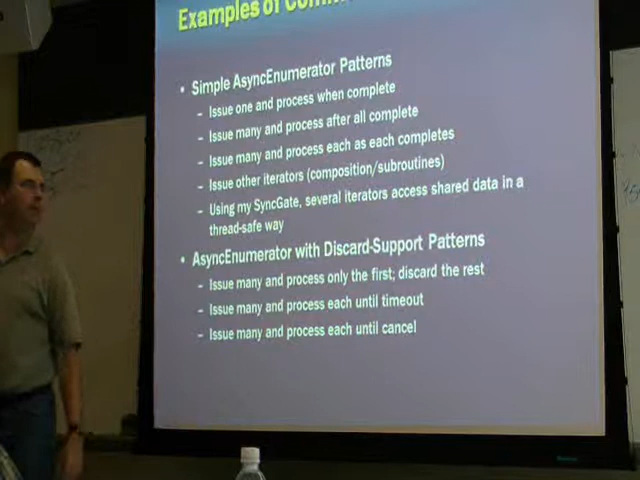 Examples of Comm
• Simple AsyncEnumerator Patterns
– Issue one and process when complete
– Issue many and process after all complete
– Issue many and process each as each completes
– Issue other iterators (composition/subroutines)
– Using my SyncGate, several iterators access shared data in a
thread-safe way
• AsyncEnumerator with Discard-Support Patterns
– Issue many and process only the first; discard the rest
– Issue many and process each until timeout
– Issue many and process each until cancel